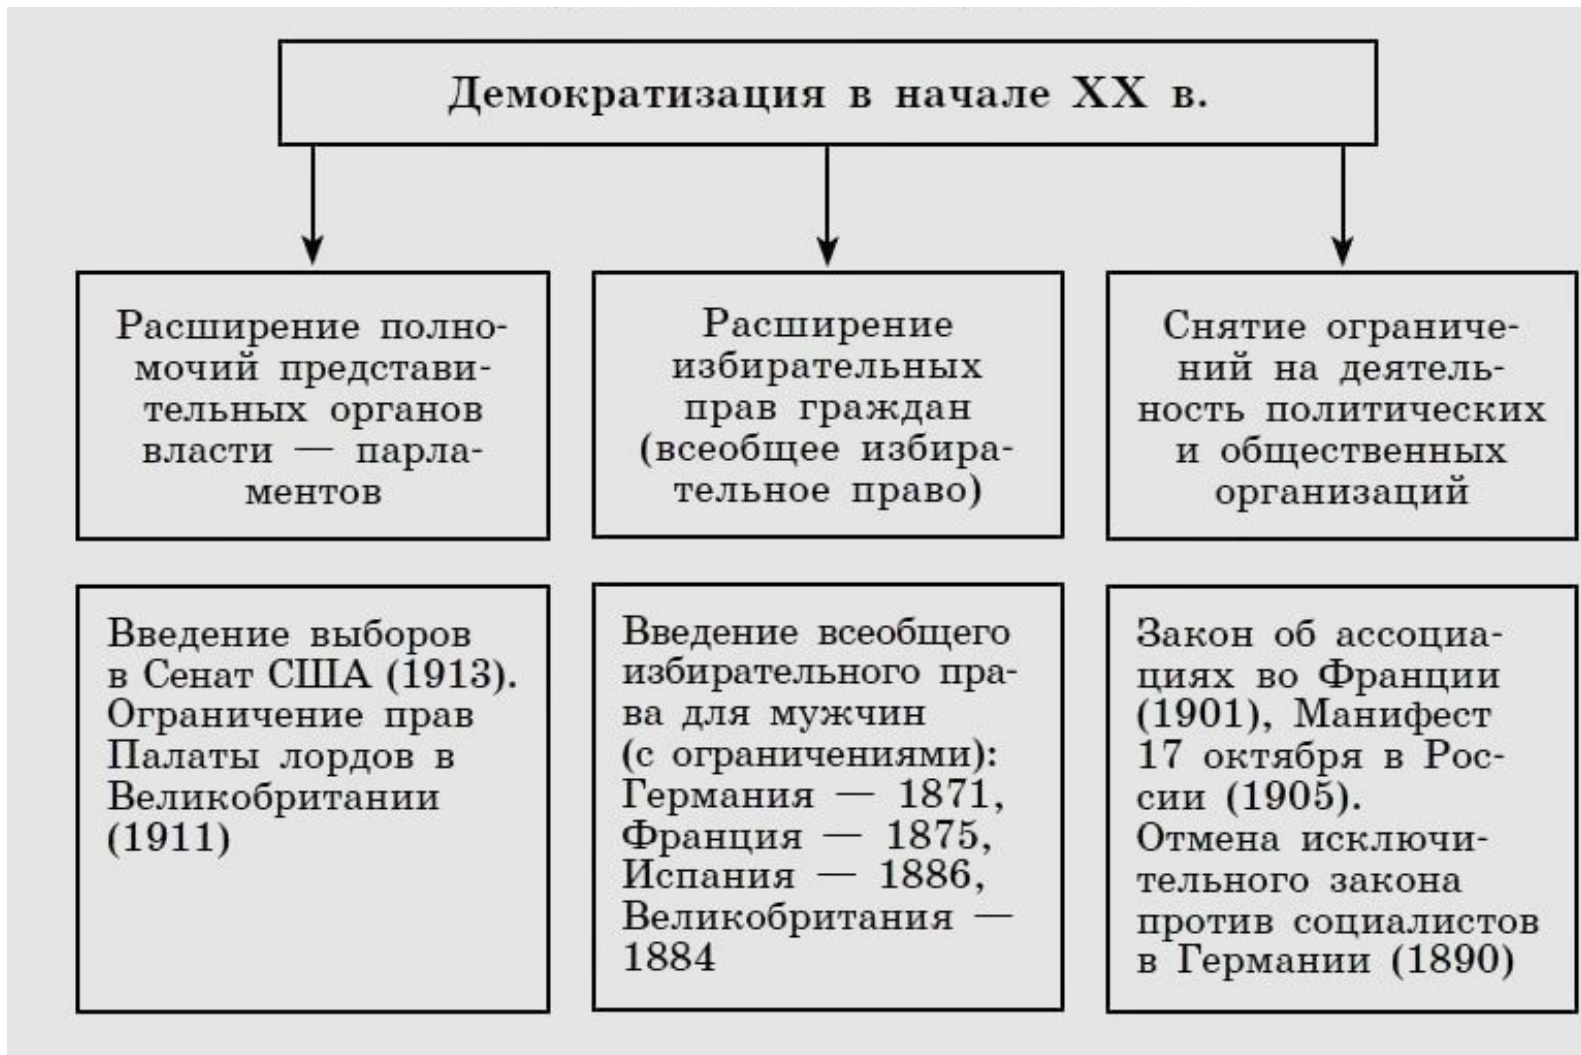 Демократизация в начале XX в.
Расширение полно-
мочий представи-
тельных органов
власти — парла-
ментов
Расширение
избирательных
прав граждан
(всеобщее избира-
тельное право)
Снятие ограниче-
ний на деятель-
ность политических
и общественных
организаций
Введение выборов
в Сенат США (1913).
Ограничение прав
Палаты лордов в
Великобритании
(1911)
Введение всеобщего
избирательного пра-
ва для мужчин
(с ограничениями):
Германия — 1871,
Франция — 1875,
Испания — 1886,
Великобритания —
1884
Закон об ассоциа-
циях во Франции
(1901), Манифест
17 октября в Рос-
сии (1905).
Отмена исключи-
тельного закона
против социалистов
в Германии (1890)